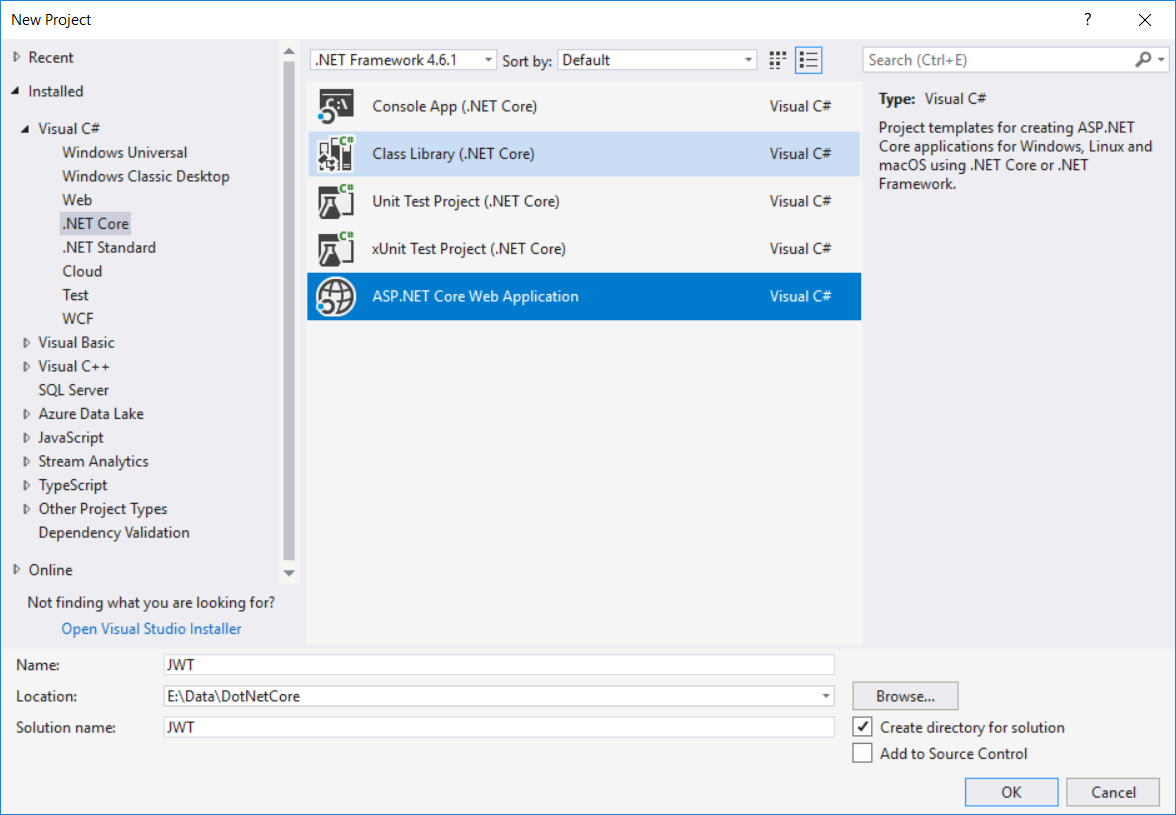 New Project
?
Recent
Installed
Visual C#
Windows Universal
Windows Classic Desktop
Web
.NET Core
.NET Standard
Cloud
Test
WCF
Visual Basic
Visual C++
SQL Server
Azure Data Lake
JavaScript
Stream Analytics
TypeScript
Other Project Types
Dependency Validation
Online
Not finding what you are looking for?
Open Visual Studio Installer
.NET Framework 4.6.1 Sort by: Default
C:\ Console App (.NET Core) Visual C#
C# Class Library (.NET Core) Visual C#
C# Unit Test Project (.NET Core) Visual C#
C# xUnit Test Project (.NET Core) Visual C#
ASP.NET Core Web Application Visual C#
Search (Ctrl+E)
Type: Visual C#
Project templates for creating ASP.NET
Core applications for Windows, Linux and
macOS using .NET Core or .NET
Framework.
Name: JWT
Location: E:\Data\DotNetCore Browse...
Solution name: JWT
Create directory for solution
Add to Source Control
OK Cancel